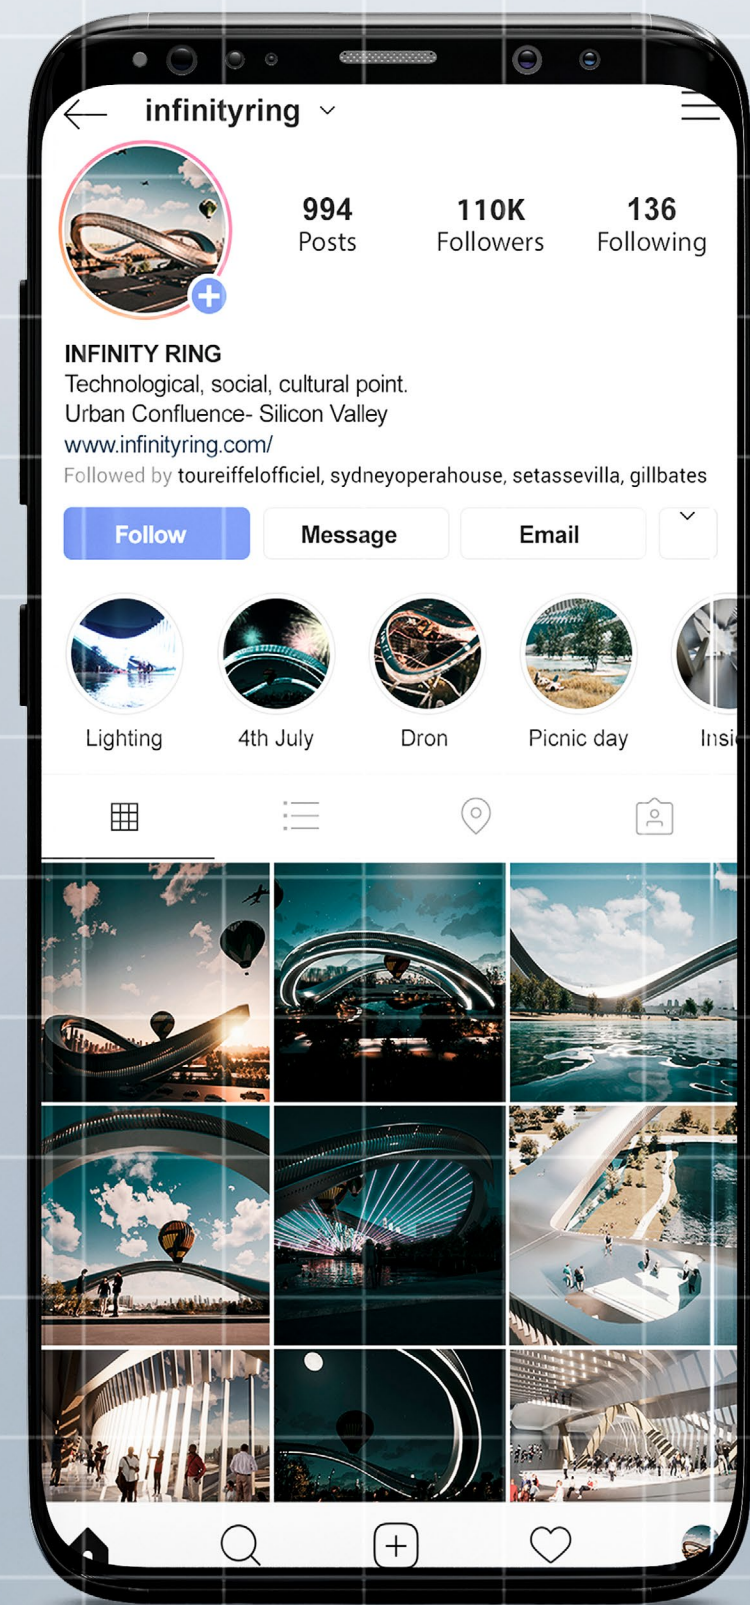 infinityring
994 110K 136
Posts Followers Following
INFINITY RING
Technological, social, cultural point.
Urban Confluence- Silicon Valley
www.infinityring.com/
Followed by toureiffelofficiel, sydneyoperahouse, setassevilla, gillbates
Follow Message Email
Lighting 4th July Dron Picnic day Insi